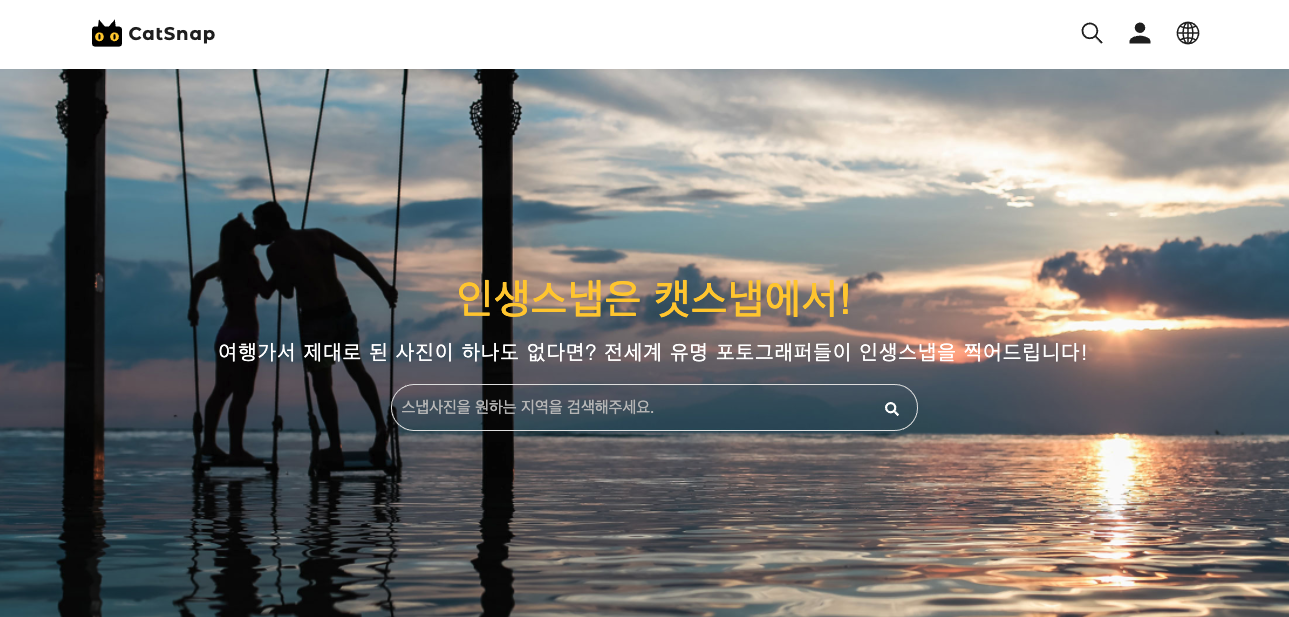 CatSnap
인생스냅은 캣스냅에서!
여행가서 제대로 된 사진이 하나도 없다면? 전세계 유명 포토그래퍼들이 인생스냅을 찍어드립니다!
스냅사진을 원하는 지역을 검색해주세요.